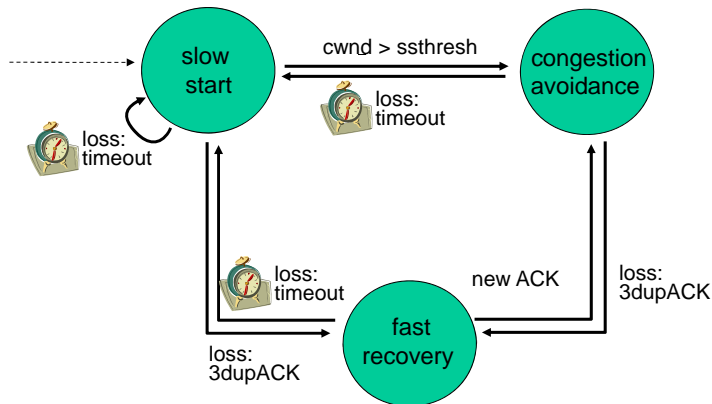 slow
start
cwnd > ssthresh
congestion
avoidance
loss:
timeout
loss:
timeout
loss:
timeout
new ACK
loss:
3dupACK
fast
recovery
loss:
3dupACK